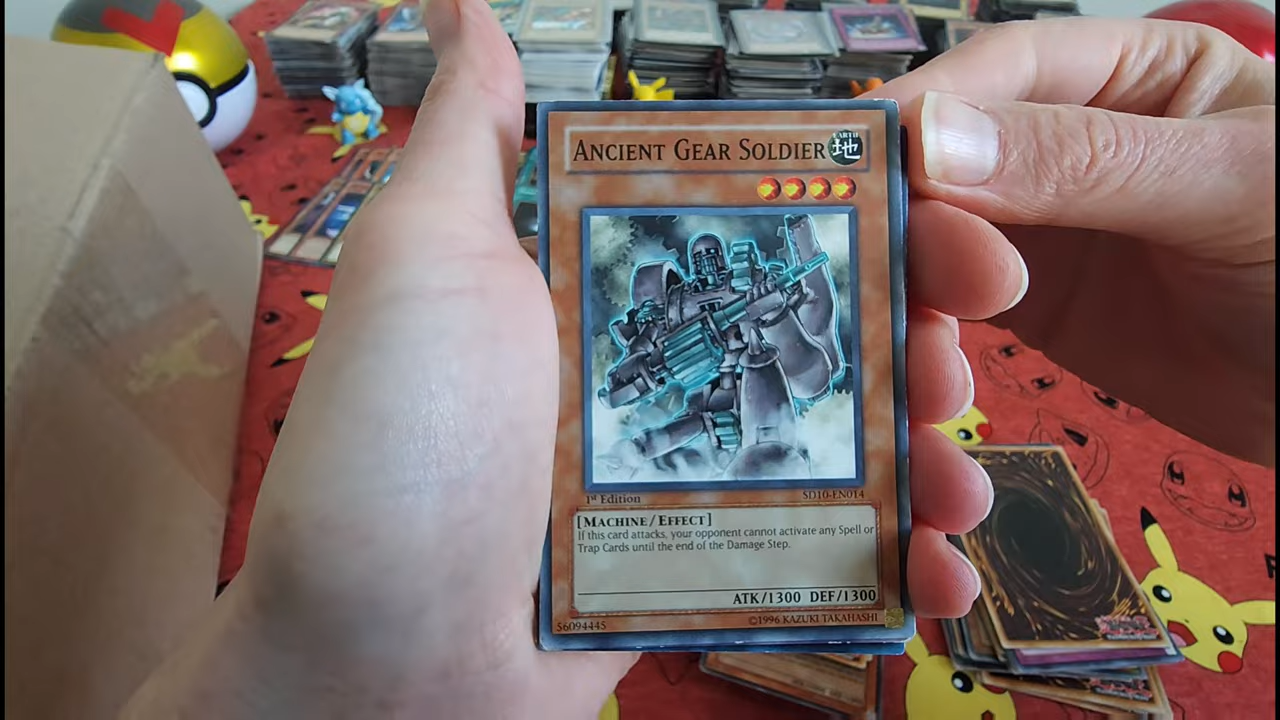 ANCIENT GEAR SOLDIER
EARTH
地
1st Edition
SD10-EN014
[MACHINE/EFFECT]
If this card attacks, your opponent cannot activate any Spell or
Trap Cards until the end of the Damage Step.
ATK/1300 DEF/1300
56094445
©1996 KAZUKI TAKAHASHI